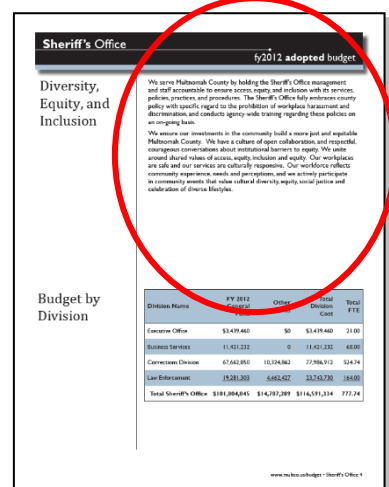 Sheriff's Office
fy2012 adopted budget
Diversity,
Equity, and
Inclusion
We serve Multnomah County by holding the Sheriff's Office management
and staff accountable to ensure access, equity, and inclusion with its services,
policies, practices, and procedures. The Sheriff's Office fully embraces county
policy with specific regard to the prohibition of workplace harassment and
discrimination, and conducts agency-wide training regarding these policies on
an on-going basis.
We ensure our investments in the community build a more just and equitable
Multnomah County. We have a culture of open collaboration, and respectful,
courageous conversations about institutional barriers to equity. We unite
around shared values of access, equity, inclusion and equity. Our workplaces
are safe and our services are culturally responsive. Our workforce reflects
community experience, needs and perceptions, and we actively participate
in community events that value cultural diversity, equity, social justice and
celebration of diverse lifestyles.
Budget by
Division
Division Name FY 2012 General Other Total Division Cost Total FTE
Executive Office $3,439,460 $0 $3,439,460 21.00
Business Services 11,421,232 0 11,421,232 68.00
Corrections Division 67,662,050 10,324,862 77,986,912 524.74
Law Enforcement 19,281,303 4,462,427 23,743,730 164.00
Total Sheriff's Office $101,804,045 $14,787,289 $116,591,334 777.74
www.multco.us/budget • Sheriff's Office 4